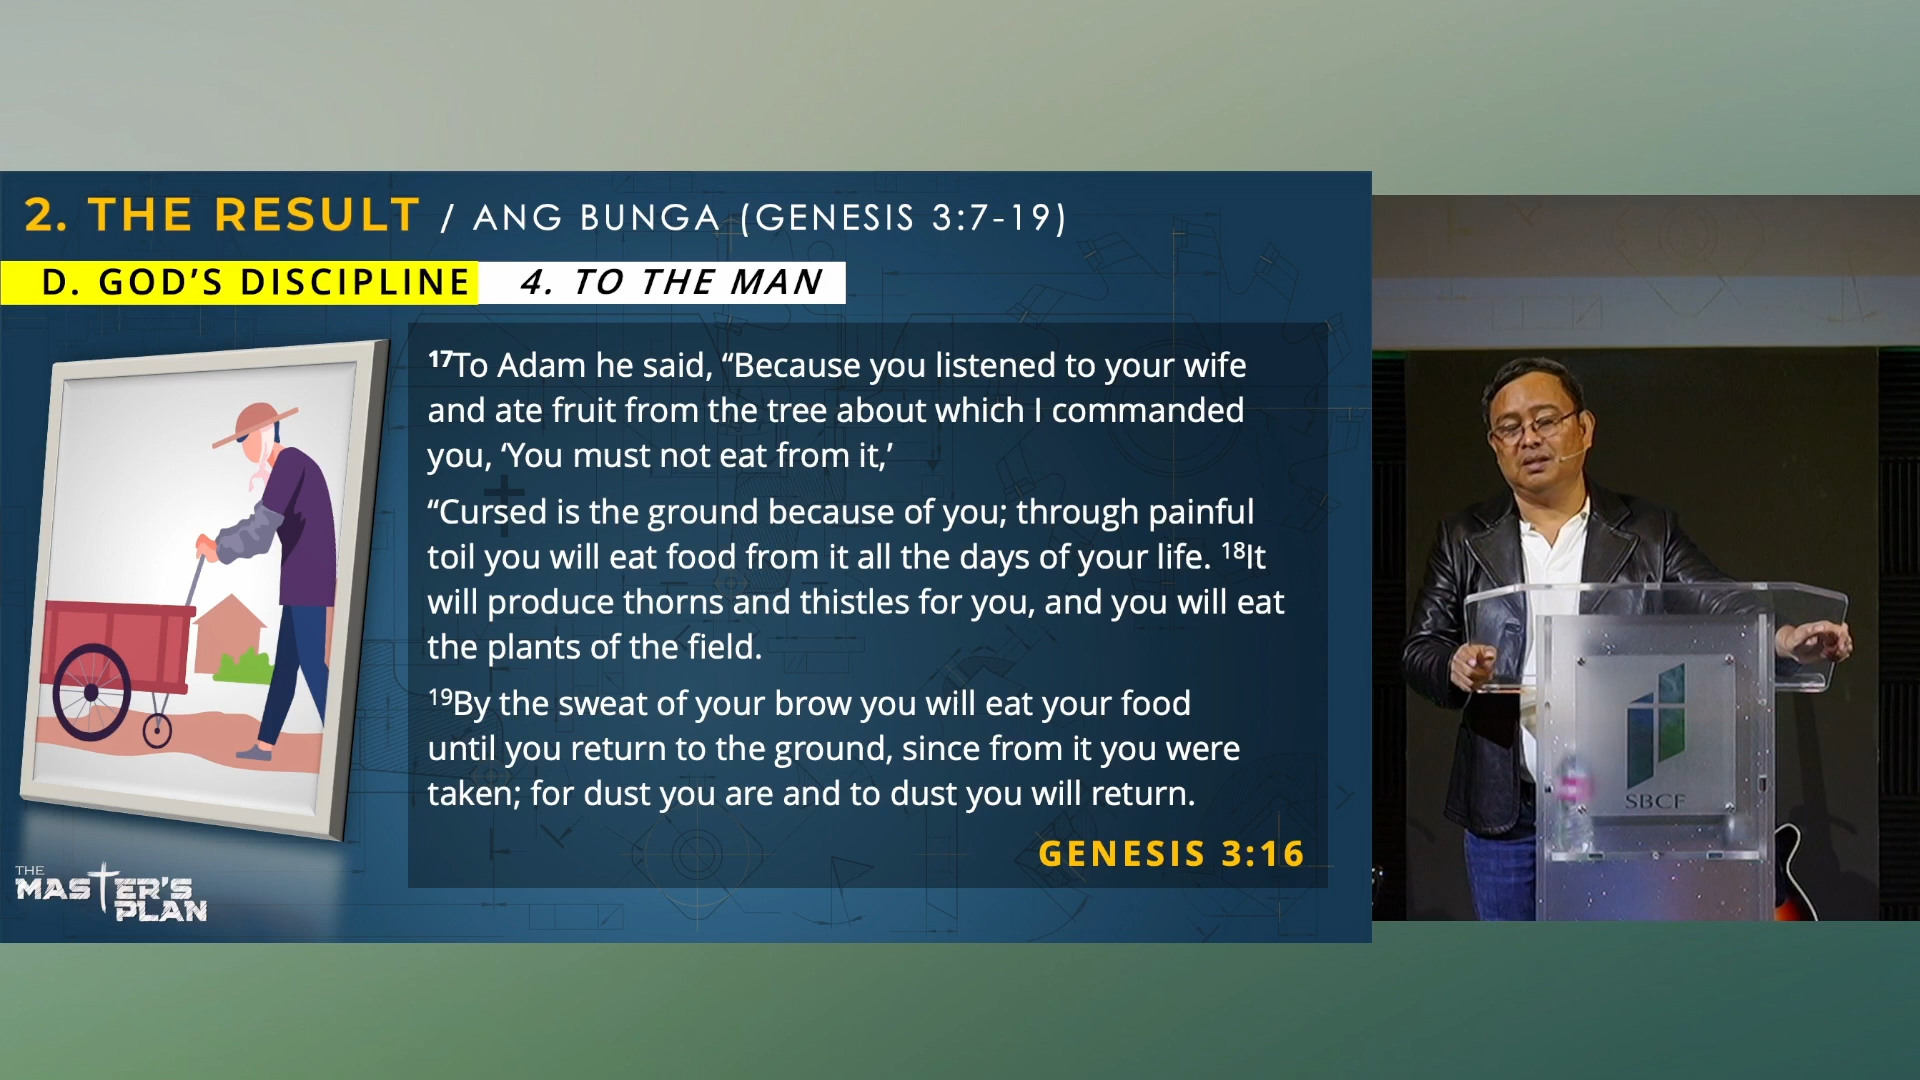 2. THE RESULT / ANG BUNGA (GENESIS 3:7-19)
D. GOD’S DISCIPLINE 4. TO THE MAN
¹⁷To Adam he said, “Because you listened to your wife
and ate fruit from the tree about which I commanded
you, ‘You must not eat from it,’
“Cursed is the ground because of you; through painful
toil you will eat food from it all the days of your life. ¹⁸It
will produce thorns and thistles for you, and you will eat
the plants of the field.
¹⁹By the sweat of your brow you will eat your food
until you return to the ground, since from it you were
taken; for dust you are and to dust you will return.
GENESIS 3:16
THE
MASTER’S
PLAN
SBCF